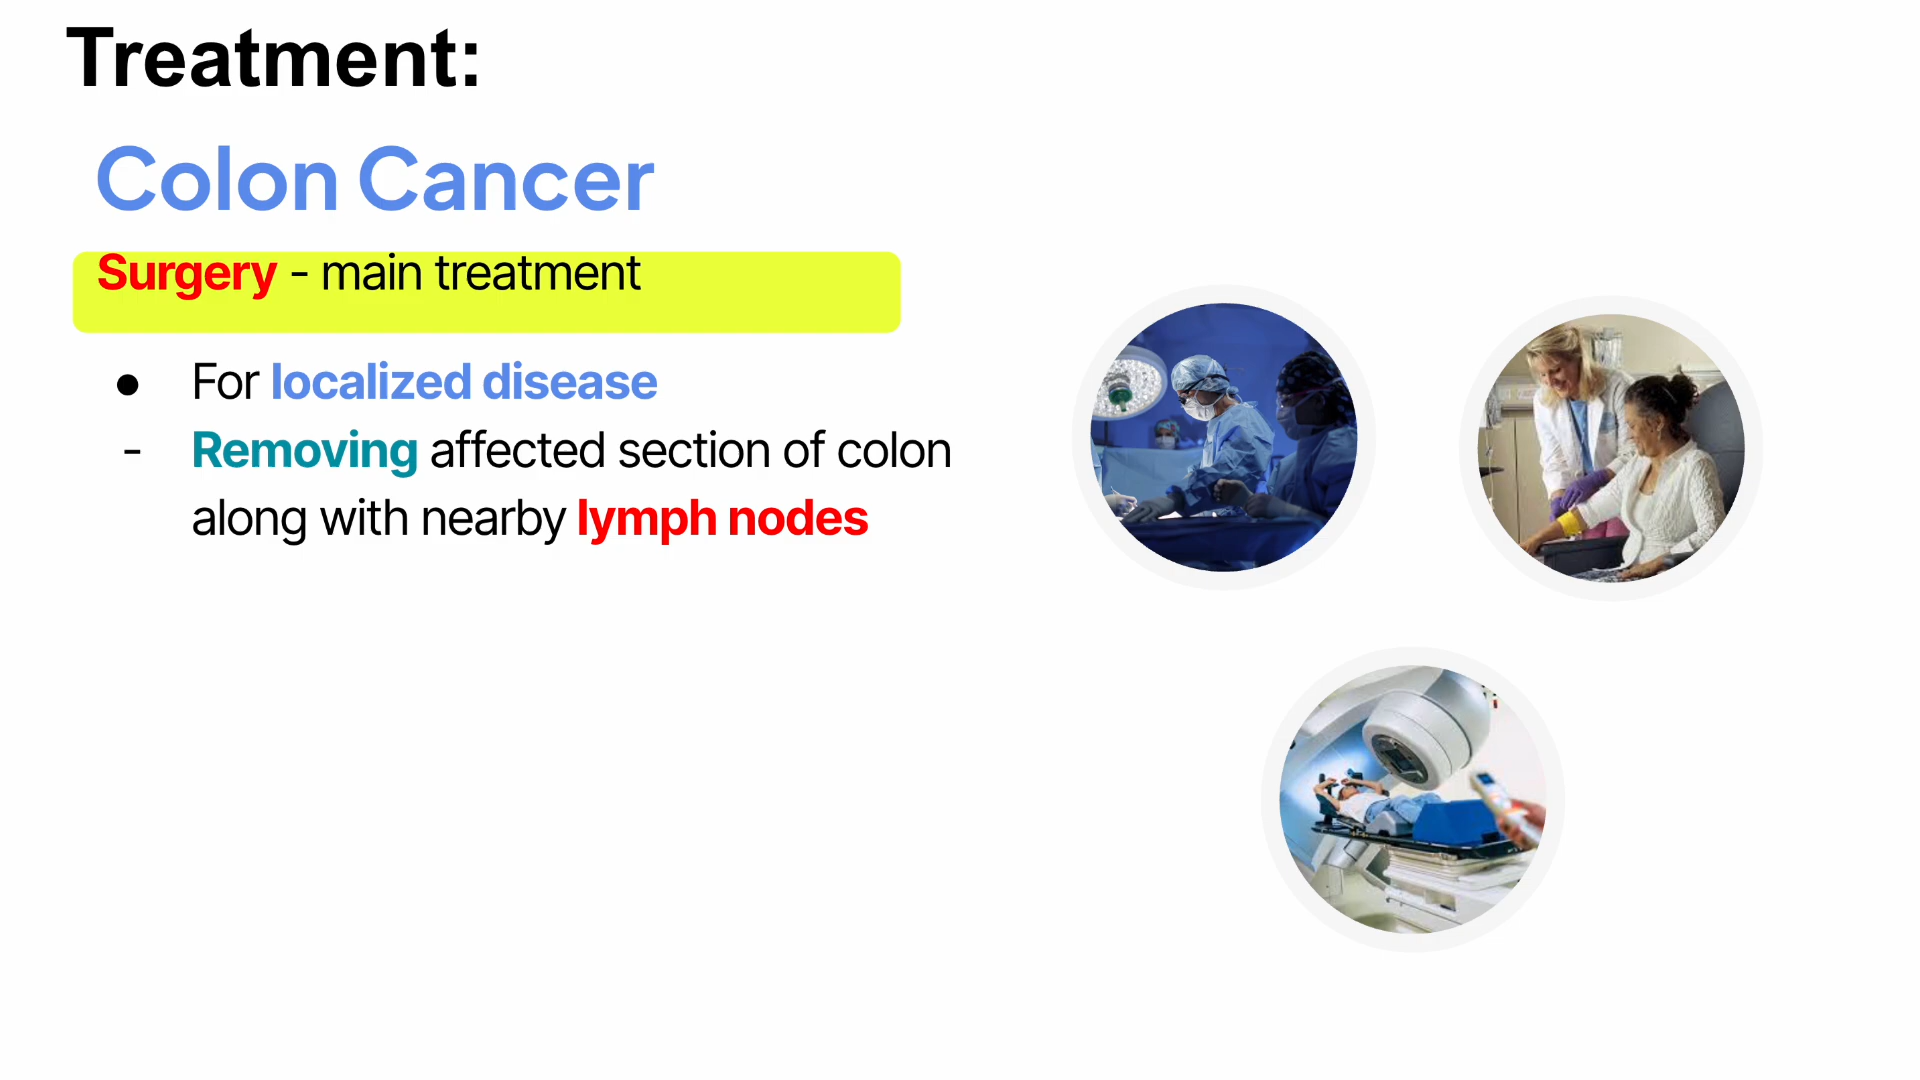 Treatment:
Colon Cancer
Surgery - main treatment
● For localized disease
- Removing affected section of colon
along with nearby lymph nodes